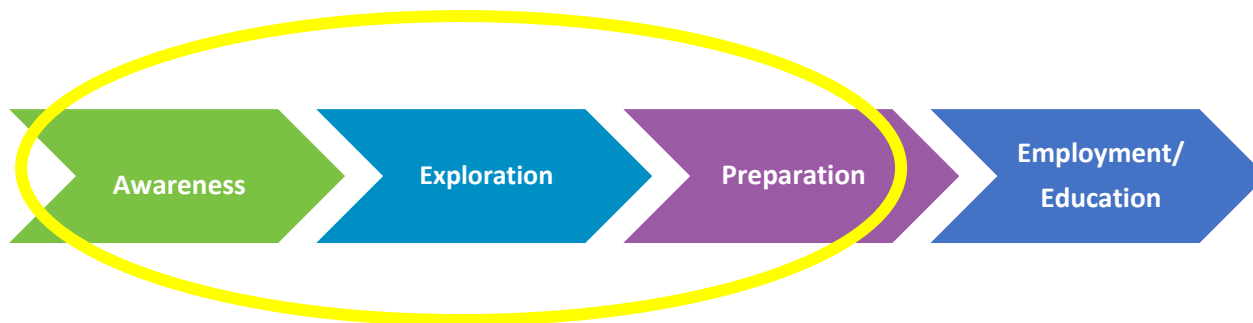 Awareness
Exploration
Preparation
Employment/
Education